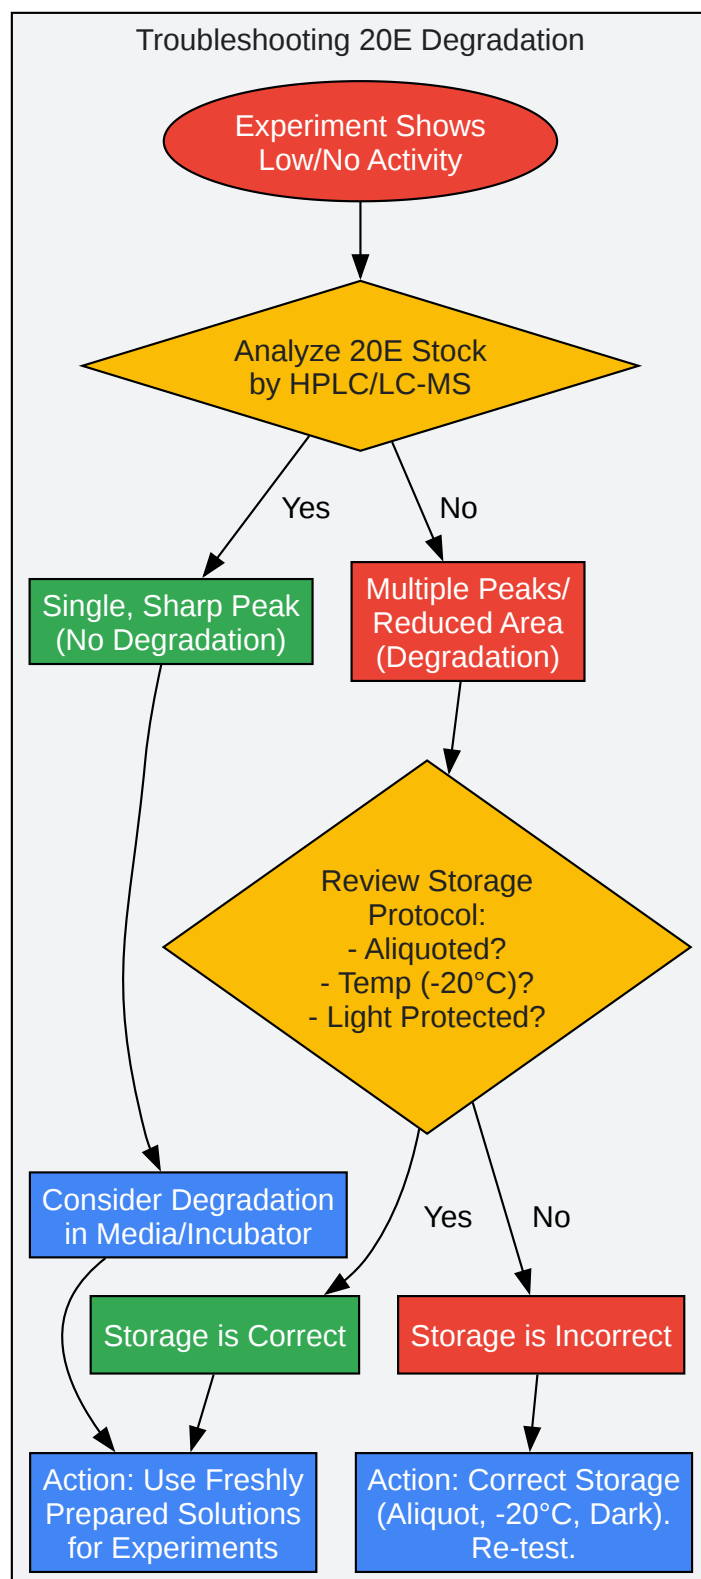 Troubleshooting 20E Degradation
Experiment Shows
Low/No Activity
Analyze 20E Stock
by HPLC/LC-MS
Yes
No
Single, Sharp Peak
(No Degradation)
Multiple Peaks/
Reduced Area
(Degradation)
Review Storage
Protocol:
- Aliquoted?
- Temp (-20°C)?
- Light Protected?
Consider Degradation
in Media/Incubator
Yes
No
Storage is Correct
Storage is Incorrect
Action: Use Freshly
Prepared Solutions
for Experiments
Action: Correct Storage
(Aliquot, -20°C, Dark).
Re-test.